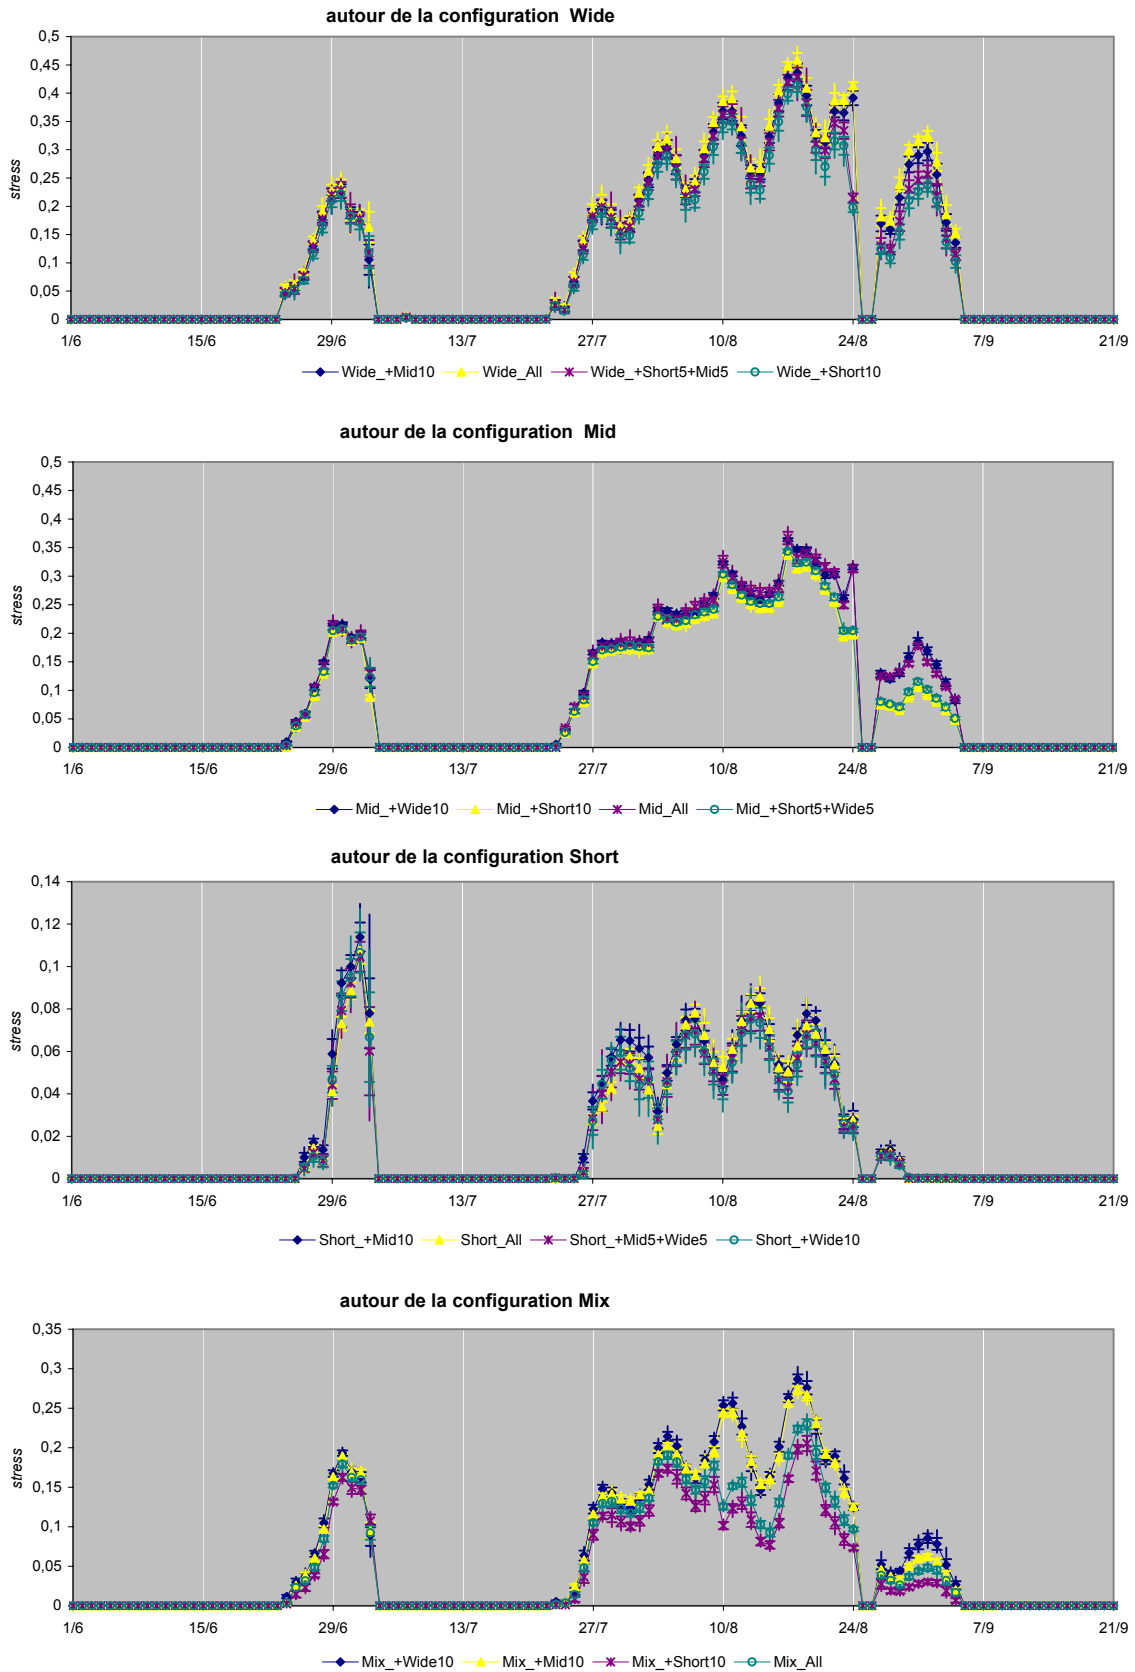 autour de la configuration Wide
0,5
0,45
0,4
0,35
0,3
0,25
0,2
0,15
0,1
0,05
0
stress
1/6 15/6 29/6 13/7 27/7 10/8 24/8 7/9 21/9
Wide_+Mid10 Wide_All Wide_+Short5+Mid5 Wide_+Short10
autour de la configuration Mid
0,5
0,45
0,4
0,35
0,3
0,25
0,2
0,15
0,1
0,05
0
stress
1/6 15/6 29/6 13/7 27/7 10/8 24/8 7/9 21/9
Mid_+Wide10 Mid_+Short10 Mid_All Mid_+Short5+Wide5
autour de la configuration Short
0,14
0,12
0,1
0,08
0,06
0,04
0,02
0
stress
1/6 15/6 29/6 13/7 27/7 10/8 24/8 7/9 21/9
Short_+Mid10 Short_All Short_+Mid5+Wide5 Short_+Wide10
autour de la configuration Mix
0,35
0,3
0,25
0,2
0,15
0,1
0,05
0
stress
1/6 15/6 29/6 13/7 27/7 10/8 24/8 7/9 21/9
Mix_+Wide10 Mix_+Mid10 Mix_+Short10 Mix_All